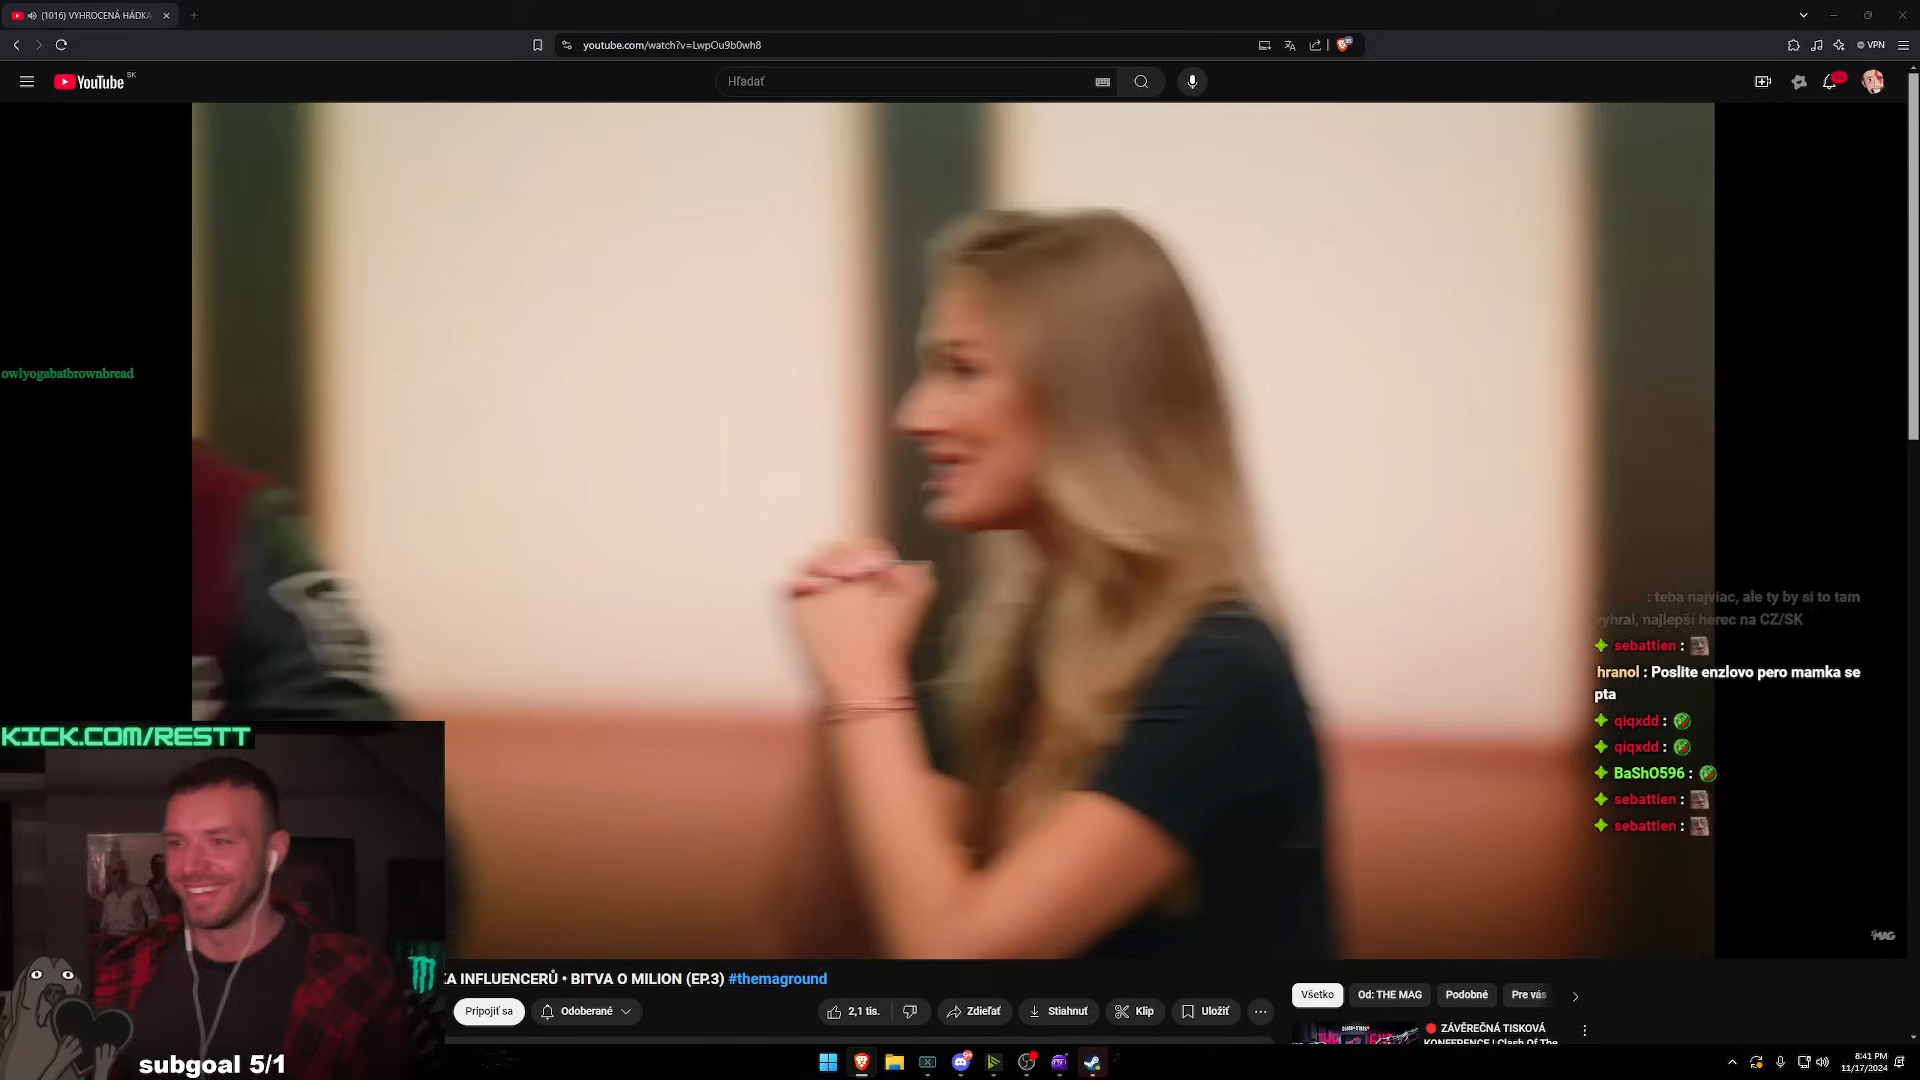 (1016) VYHROCENÁ HÁDKA
youtube.com/watch?v=LwpOu9b0wh8
VPN
YouTube SK
Hľadať
owlyogabatbrownbread
: teba najviac, ale ty by si to tam
vyhral, najlepší herec na CZ/SK
sebattien :
hranol : Poslite enzlovo pero mamka se
pta
qiqxdd :
qiqxdd :
BaShO596 :
sebattien :
sebattien :
KICK.COM/RESTT
MAG
KA INFLUENCERŮ • BITVA O MILION (EP.3) #themaground
Pripojiť sa
Odoberané
2,1 tis.
Zdieľať
Stiahnuť
Klip
Uložiť
Všetko
Od: THE MAG
Podobné
Pre vás
ZÁVĚREČNÁ TISKOVÁ
KONFERENCE | Clash Of The
subgoal 5/1
8:41 PM
11/17/2024